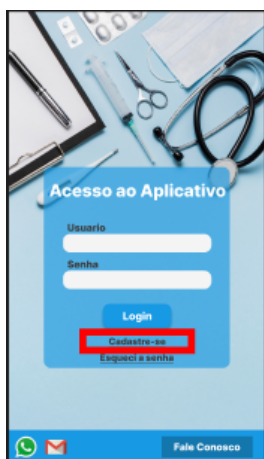 Acesso ao Aplicativo
Usuario
Senha
Login
Cadastre-se
Esqueci a senha
Fale Conosco